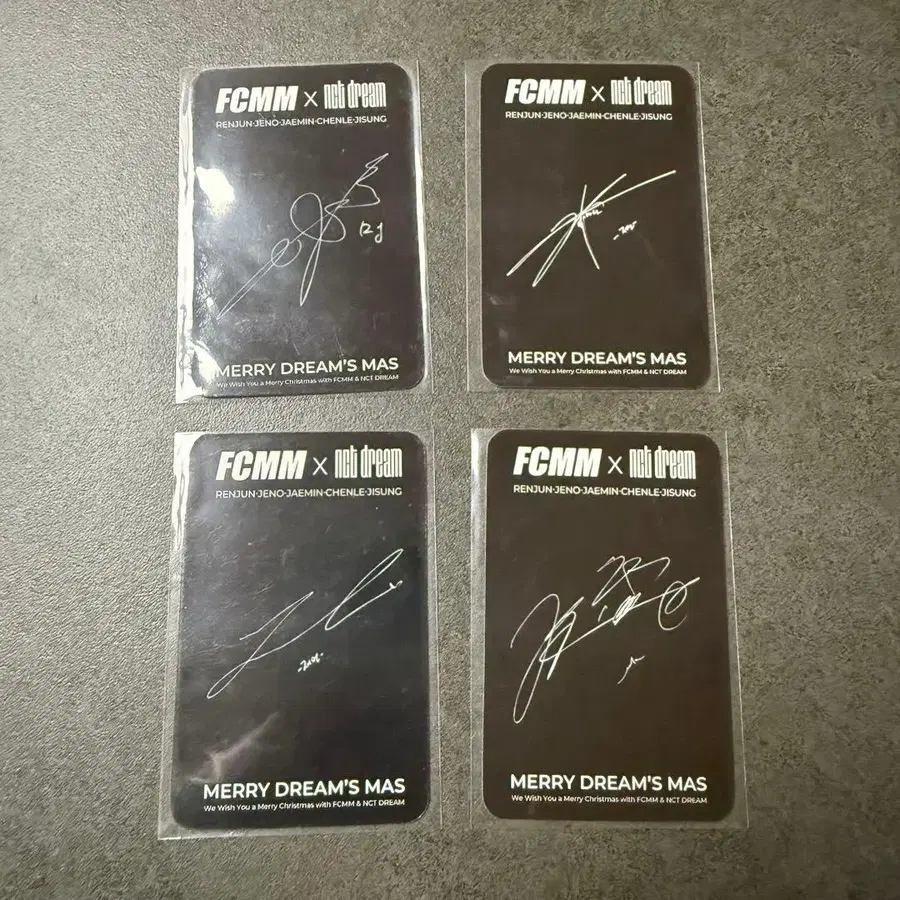 FCMM X nct dream
RENJUN·JENO·JAEMIN·CHENLE·JISUNG
MERRY DREAM'S MAS
We Wish You a Merry Christmas with FCMM & NCT DREAM
FCMM X nct dream
RENJUN·JENO·JAEMIN·CHENLE·JISUNG
MERRY DREAM'S MAS
We Wish You a Merry Christmas with FCMM & NCT DREAM
FCMM X nct dream
RENJUN·JENO·JAEMIN·CHENLE·JISUNG
MERRY DREAM'S MAS
We Wish You a Merry Christmas with FCMM & NCT DREAM
FCMM X nct dream
RENJUN·JENO·JAEMIN·CHENLE·JISUNG
MERRY DREAM'S MAS
We Wish You a Merry Christmas with FCMM & NCT DREAM